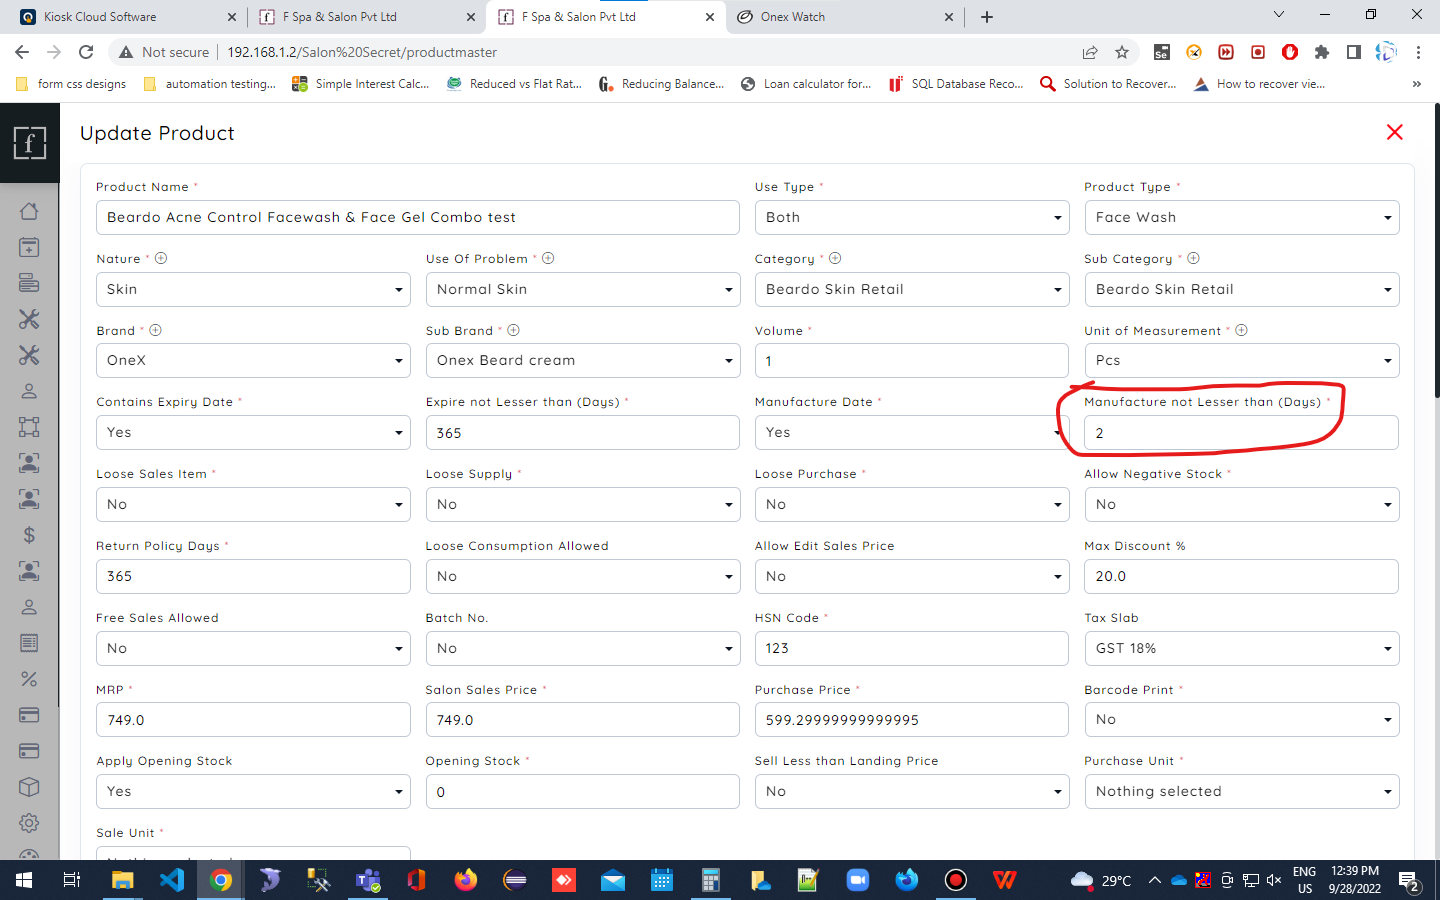 Kiosk Cloud Software
F Spa & Salon Pvt Ltd
F Spa & Salon Pvt Ltd
Onex Watch
Not secure
192.168.1.2/Salon%20Secret/productmaster
form css designs
automation testing...
Simple Interest Calc...
Reduced vs Flat Rat...
Reducing Balance...
Loan calculator for...
SQL Database Reco...
Solution to Recover...
How to recover vie...
»
f
Update Product
Product Name *
Use Type *
Product Type *
Beardo Acne Control Facewash & Face Gel Combo test
Both
Face Wash
Nature *
Use Of Problem *
Category *
Sub Category *
Skin
Normal Skin
Beardo Skin Retail
Beardo Skin Retail
Brand *
Sub Brand *
Volume *
Unit of Measurement *
OneX
Onex Beard cream
1
Pcs
Contains Expiry Date *
Expire not Lesser than (Days) *
Manufacture Date *
Manufacture not Lesser than (Days) *
Yes
365
Yes
2
Loose Sales Item *
Loose Supply *
Loose Purchase *
Allow Negative Stock *
No
No
No
No
Return Policy Days *
Loose Consumption Allowed
Allow Edit Sales Price
Max Discount %
365
No
No
20.0
Free Sales Allowed
Batch No.
HSN Code *
Tax Slab
No
No
123
GST 18%
MRP *
Salon Sales Price *
Purchase Price *
Barcode Print *
749.0
749.0
599.29999999999995
No
Apply Opening Stock
Opening Stock *
Sell Less than Landing Price
Purchase Unit *
Yes
0
No
Nothing selected
Sale Unit *
29°C
ENG
US
12:39 PM
9/28/2022
2